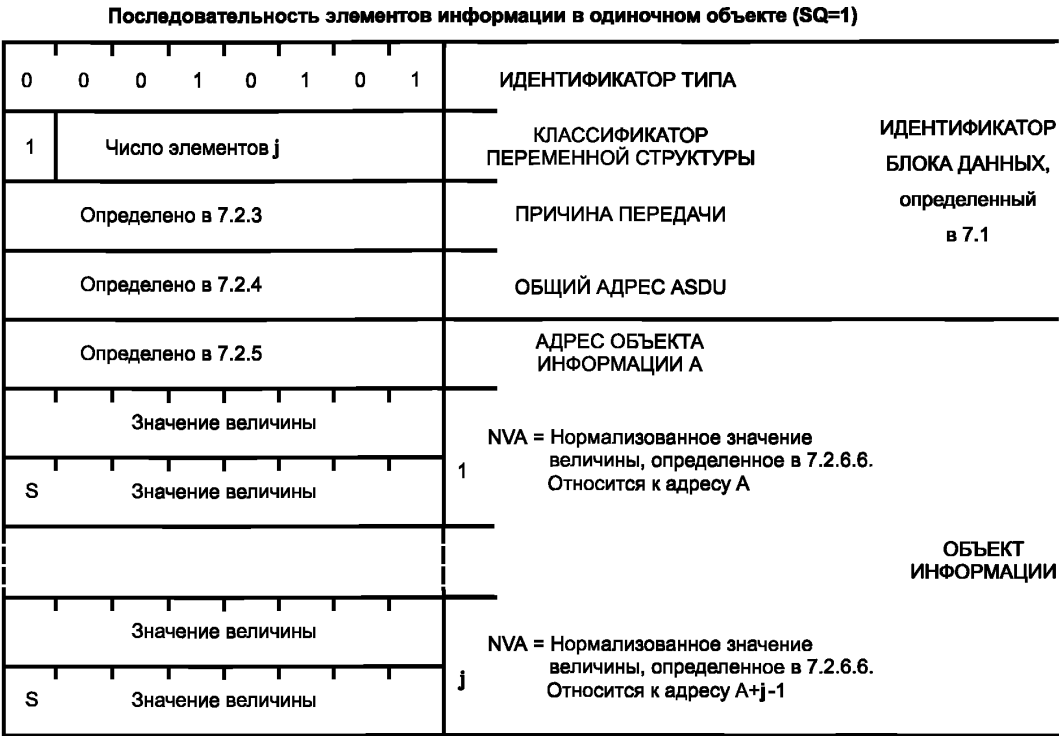 Последовательность элементов информации в одиночном объекте (SQ=1)
0 0 0 1 0 1 0 1
ИДЕНТИФИКАТОР ТИПА
1
Число элементов j
КЛАССИФИКАТОР
ПЕРЕМЕННОЙ СТРУКТУРЫ
Определено в 7.2.3
ПРИЧИНА ПЕРЕДАЧИ
Определено в 7.2.4
ОБЩИЙ АДРЕС ASDU
ИДЕНТИФИКАТОР
БЛОКА ДАННЫХ,
определенный
в 7.1
Определено в 7.2.5
АДРЕС ОБЪЕКТА
ИНФОРМАЦИИ А
Значение величины
S Значение величины
1
NVA = Нормализованное значение
величины, определенное в 7.2.6.6.
Относится к адресу А
ОБЪЕКТ
ИНФОРМАЦИИ
Значение величины
S Значение величины
j
NVA = Нормализованное значение
величины, определенное в 7.2.6.6.
Относится к адресу А+j-1